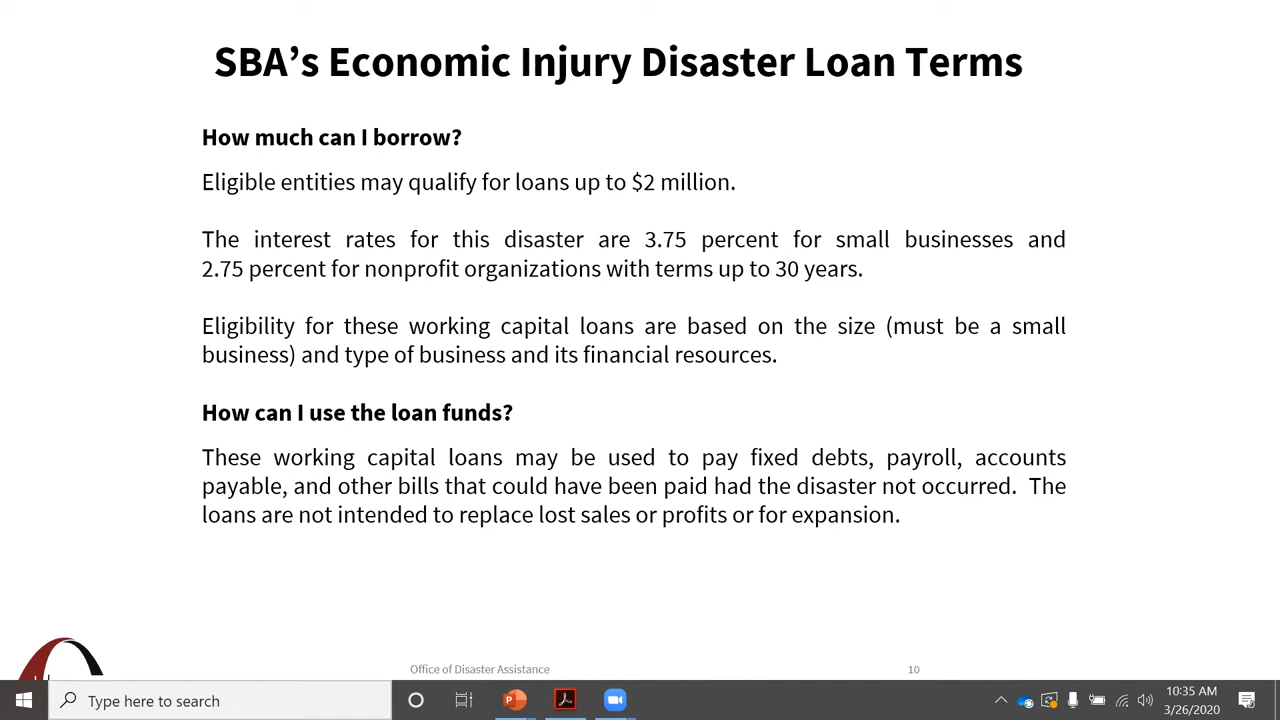 SBA’s Economic Injury Disaster Loan Terms
How much can I borrow?
Eligible entities may qualify for loans up to $2 million.
The interest rates for this disaster are 3.75 percent for small businesses and
2.75 percent for nonprofit organizations with terms up to 30 years.
Eligibility for these working capital loans are based on the size (must be a small
business) and type of business and its financial resources.
How can I use the loan funds?
These working capital loans may be used to pay fixed debts, payroll, accounts
payable, and other bills that could have been paid had the disaster not occurred.  The
loans are not intended to replace lost sales or profits or for expansion.
Office of Disaster Assistance
10
Type here to search
10:35 AM
3/26/2020